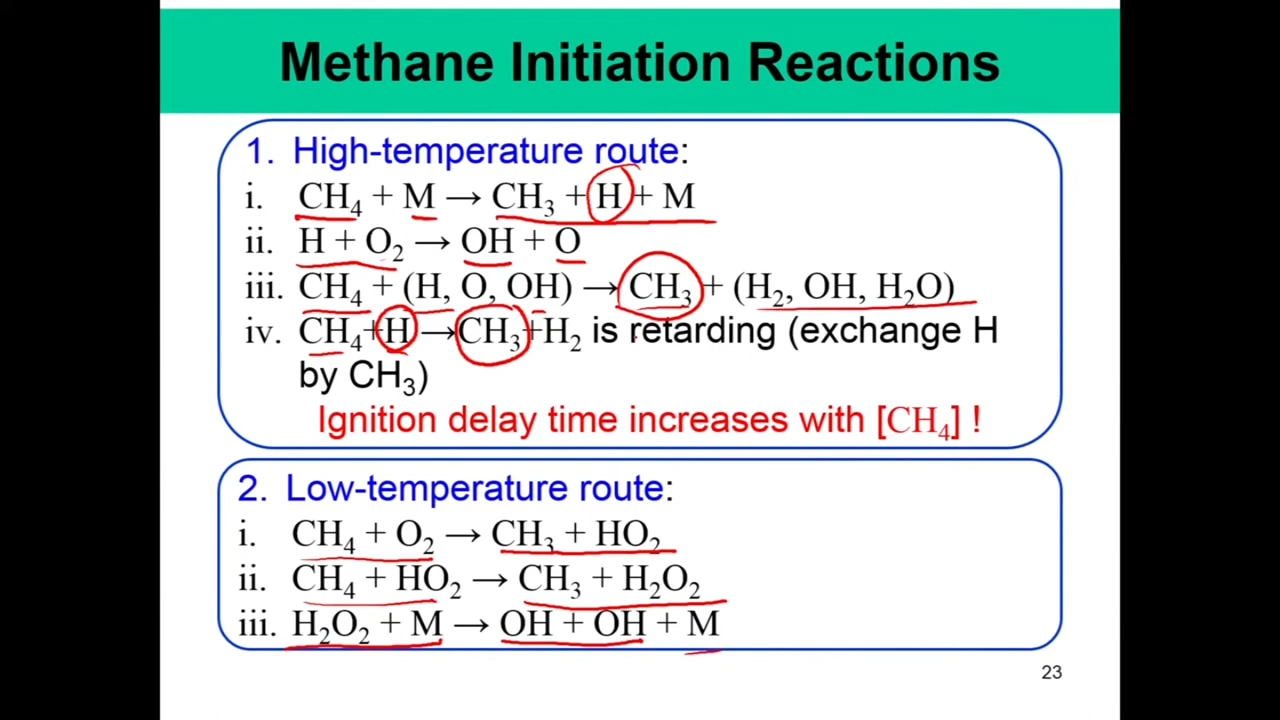 Methane Initiation Reactions
1. High-temperature route:
i. CH₄ + M → CH₃ + H + M
ii. H + O₂ → OH + O
iii. CH₄ + (H, O, OH) → CH₃ + (H₂, OH, H₂O)
iv. CH₄+H →CH₃+H₂ is retarding (exchange H
by CH₃)
Ignition delay time increases with [CH₄] !
2. Low-temperature route:
i. CH₄ + O₂ → CH₃ + HO₂
ii. CH₄ + HO₂ → CH₃ + H₂O₂
iii. H₂O₂ + M → OH + OH + M
23